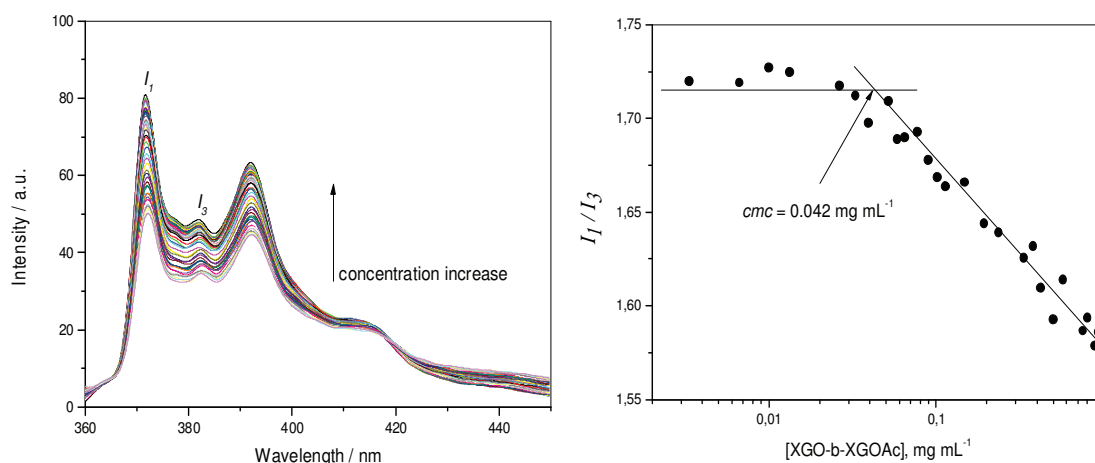 100
80
60
40
20
0
I1
I3
concentration increase
360
380
400
420
440
Intensity / a.u.
Wavelength / nm
1,75
1,70
1,65
1,60
1,55
I1 / I3
cmc = 0.042 mg mL-1
0,01
0,1
[XGO-b-XGOAc], mg mL-1